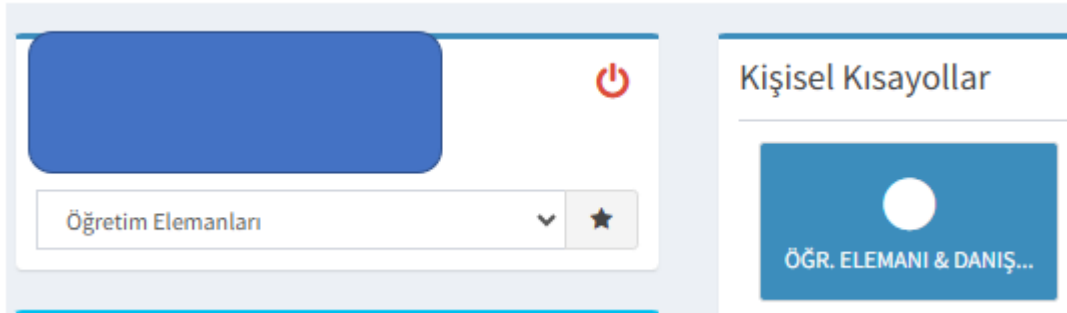 Kişisel Kısayollar
Öğretim Elemanları
ÖĞR. ELEMANI & DANIŞ...